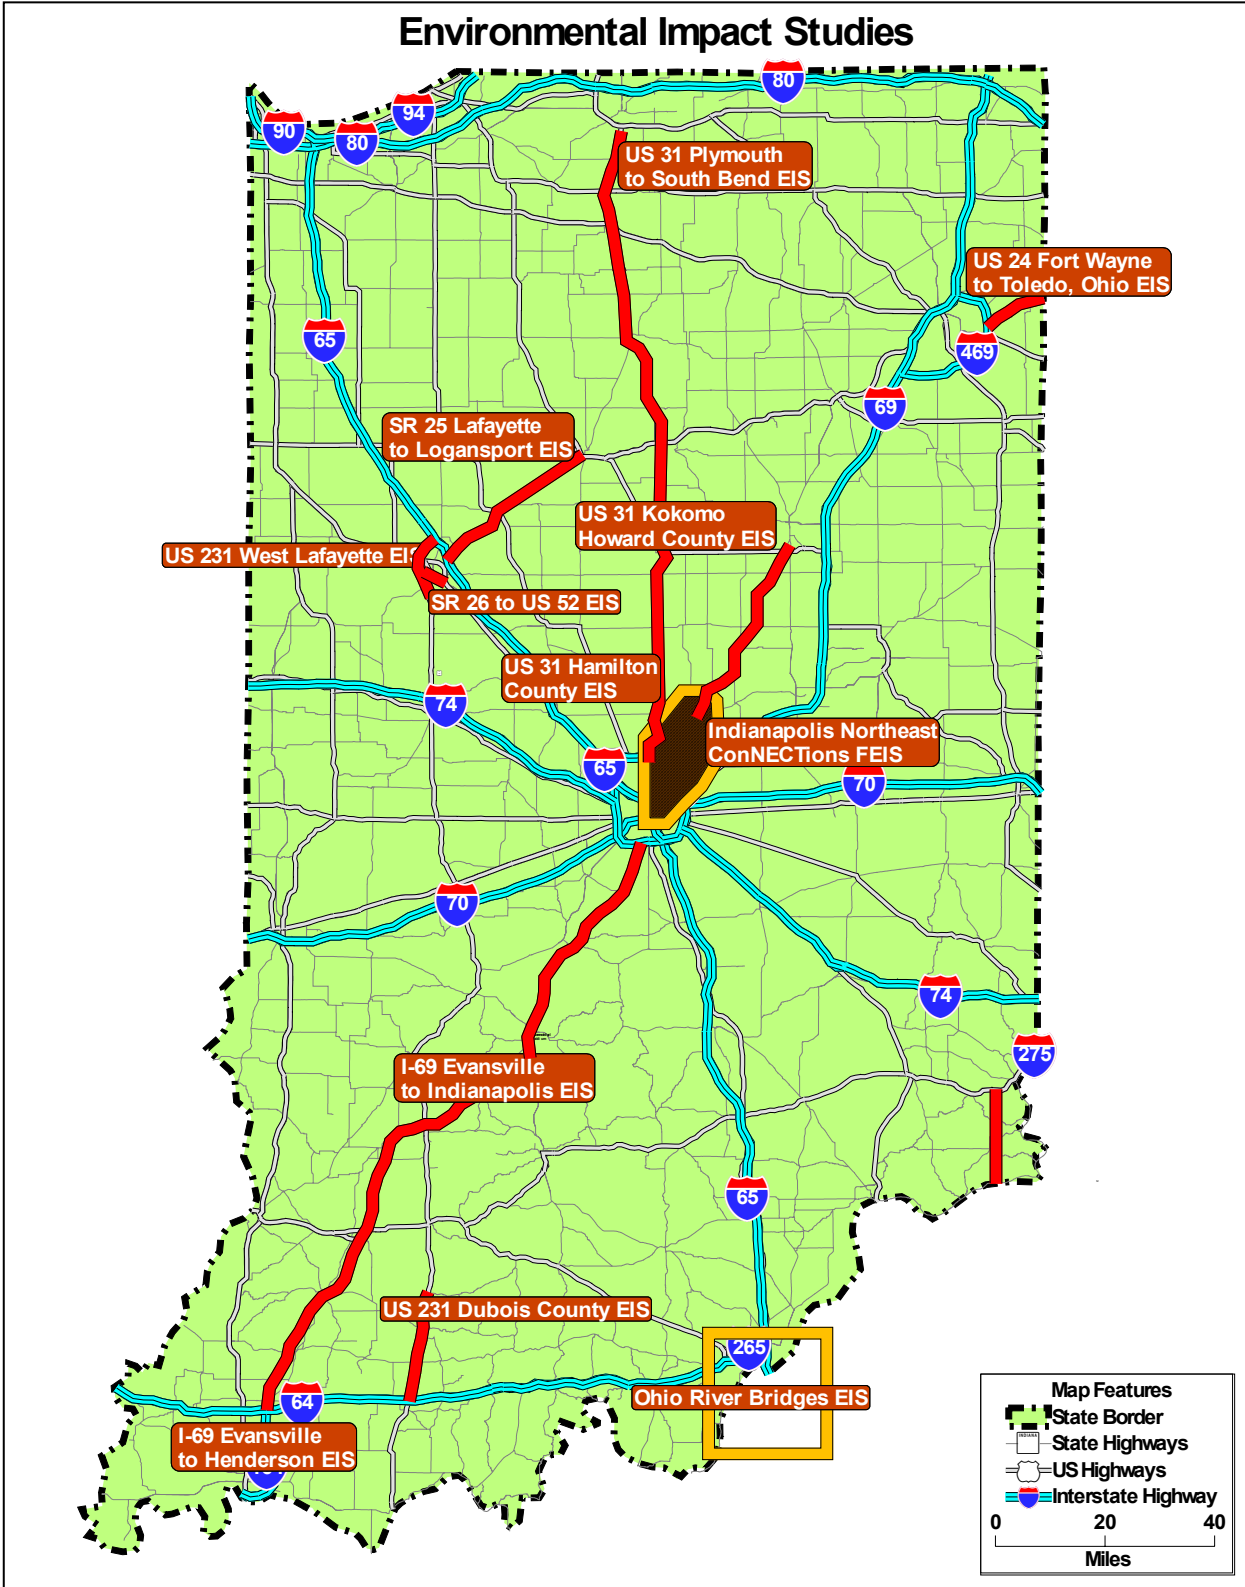 Environmental Impact Studies
80
94
90
80
US 31 Plymouth
to South Bend EIS
US 24 Fort Wayne
to Toledo, Ohio EIS
65
469
69
SR 25 Lafayette
to Logansport EIS
US 31 Kokomo
Howard County EIS
US 231 West Lafayette EIS
SR 26 to US 52 EIS
US 31 Hamilton
County EIS
74
Indianapolis Northeast
ConNECTions FEIS
65
70
70
74
275
I-69 Evansville
to Indianapolis EIS
65
US 231 Dubois County EIS
265
Ohio River Bridges EIS
64
I-69 Evansville
to Henderson EIS
Map Features
State Border
INDIANA
State Highways
US Highways
Interstate Highway
0 20 40
Miles